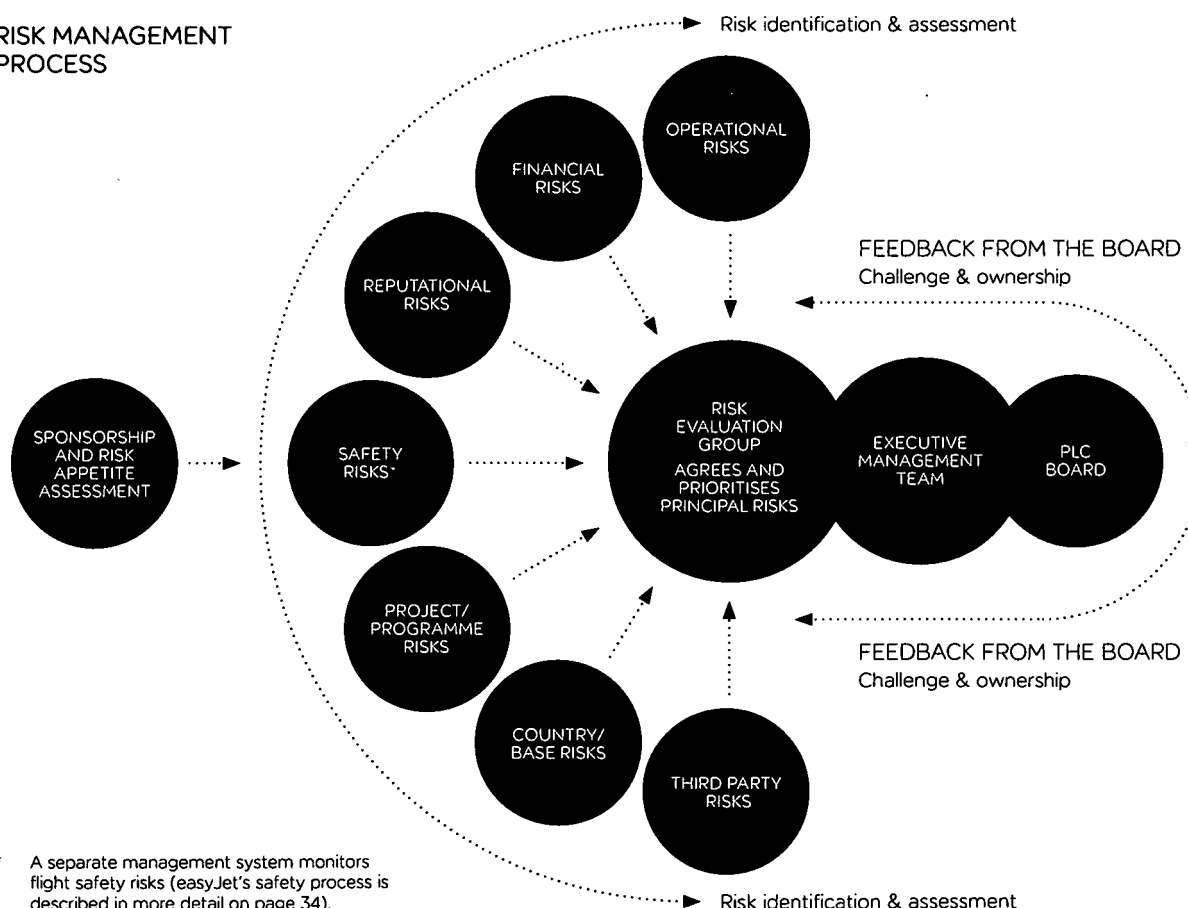 RISK MANAGEMENT
PROCESS
Risk identification & assessment
OPERATIONAL
RISKS
FINANCIAL
RISKS
REPUTATIONAL
RISKS
FEEDBACK FROM THE BOARD
Challenge & ownership
SPONSORSHIP
AND RISK
APPETITE
ASSESSMENT
SAFETY
RISKS*
RISK
EVALUATION
GROUP
AGREES AND
PRIORITISES
PRINCIPAL RISKS
EXECUTIVE
MANAGEMENT
TEAM
PLC
BOARD
PROJECT/
PROGRAMME
RISKS
COUNTRY/
BASE RISKS
THIRD PARTY
RISKS
FEEDBACK FROM THE BOARD
Challenge & ownership
* A separate management system monitors
flight safety risks (easyJet's safety process is
described in more detail on page 34).
Risk identification & assessment